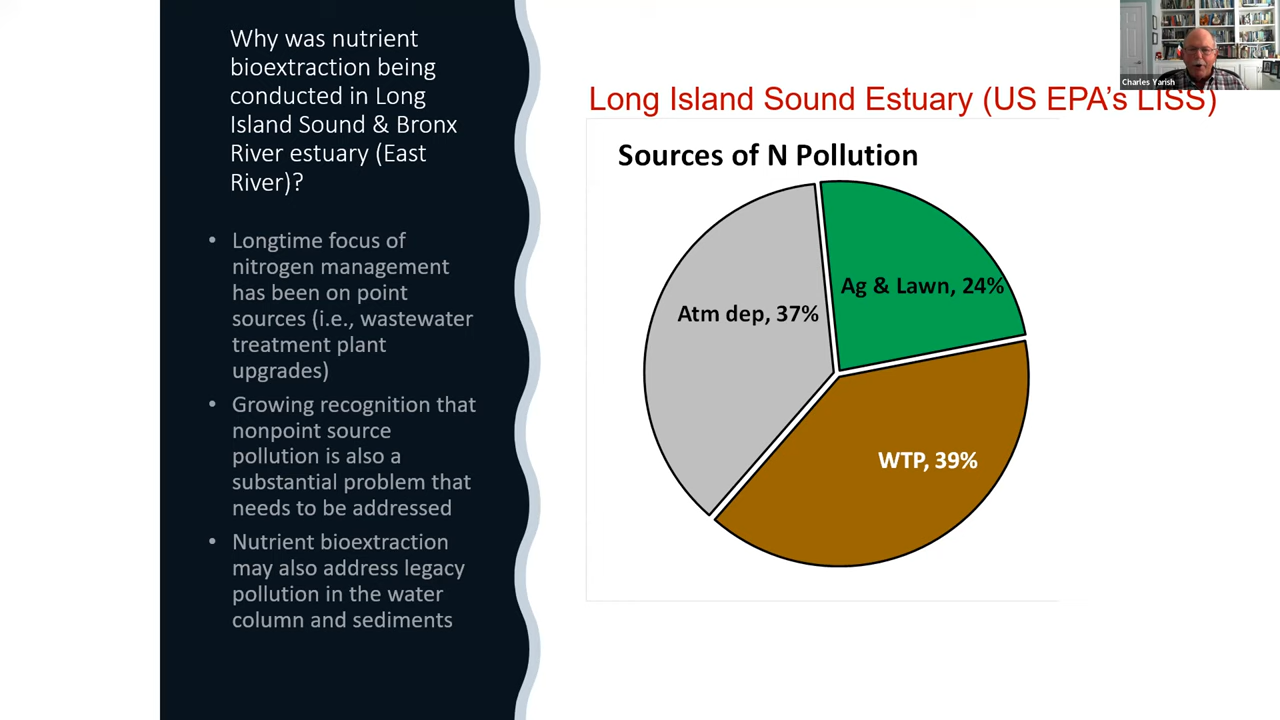 Why was nutrient
bioextraction being
conducted in Long
Island Sound & Bronx
River estuary (East
River)?
• Longtime focus of
nitrogen management
has been on point
sources (i.e., wastewater
treatment plant
upgrades)
• Growing recognition that
nonpoint source
pollution is also a
substantial problem that
needs to be addressed
• Nutrient bioextraction
may also address legacy
pollution in the water
column and sediments
Long Island Sound Estuary (US EPA's LISS)
Sources of N Pollution
Ag & Lawn, 24%
Atm dep, 37%
WTP, 39%
Charles Yarish